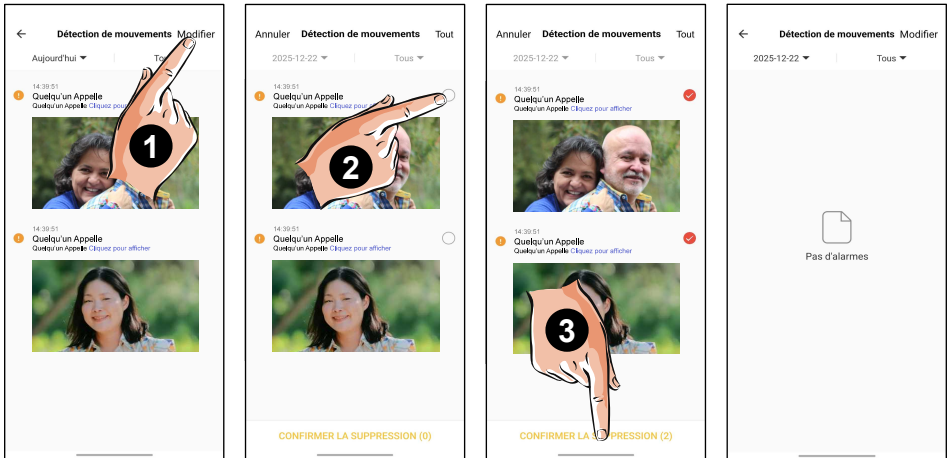 Détection de mouvements Modifier
Aujourd'hui
14:39:51
Quelqu'un Appelle
Quelqu'un Appelle Cliquez
1
14:39:51
Quelqu'un Appelle
Quelqu'un Appelle Cliquez pour afficher
Annuler Détection de mouvements Tout
2025-12-22 Tous
14:39:51
Quelqu'un Appelle
Quelqu'un Appelle Cliquez pour
2
14:39:51
Quelqu'un Appelle
Quelqu'un Appelle Cliquez pour afficher
CONFIRMER LA SUPPRESSION (0)
Annuler Détection de mouvements Tout
2025-12-22 Tous
14:39:51
Quelqu'un Appelle
Quelqu'un Appelle Cliquez pour afficher
14:39:51
Quelqu'un Appelle
Quelqu'un Appelle Cliquez pour afficher
3
CONFIRMER LA SUPPRESSION (2)
Détection de mouvements Modifier
2025-12-22 Tous
Pas d'alarmes